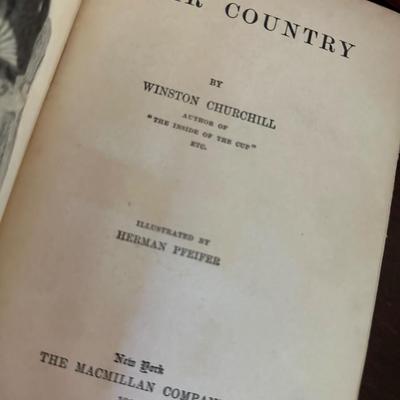 COUNTRY
BY
WINSTON CHURCHILL
AUTHOR OF
"THE INSIDE OF THE CUP"
ETC.
ILLUSTRATED BY
HERMAN PFEIFER
New York
THE MACMILLAN COMPAN